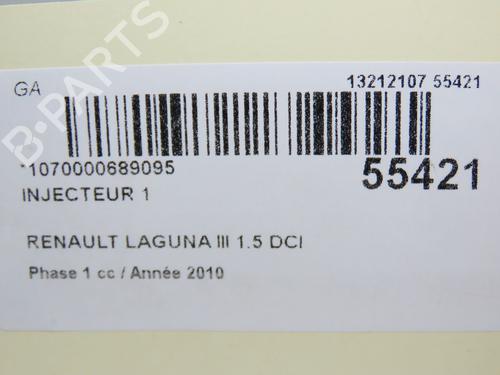 GA
13212107 55421
*1070000689095
55421
INJECTEUR 1
RENAULT LAGUNA III 1.5 DCI
Phase 1 cc / Année 2010
B-PARTS